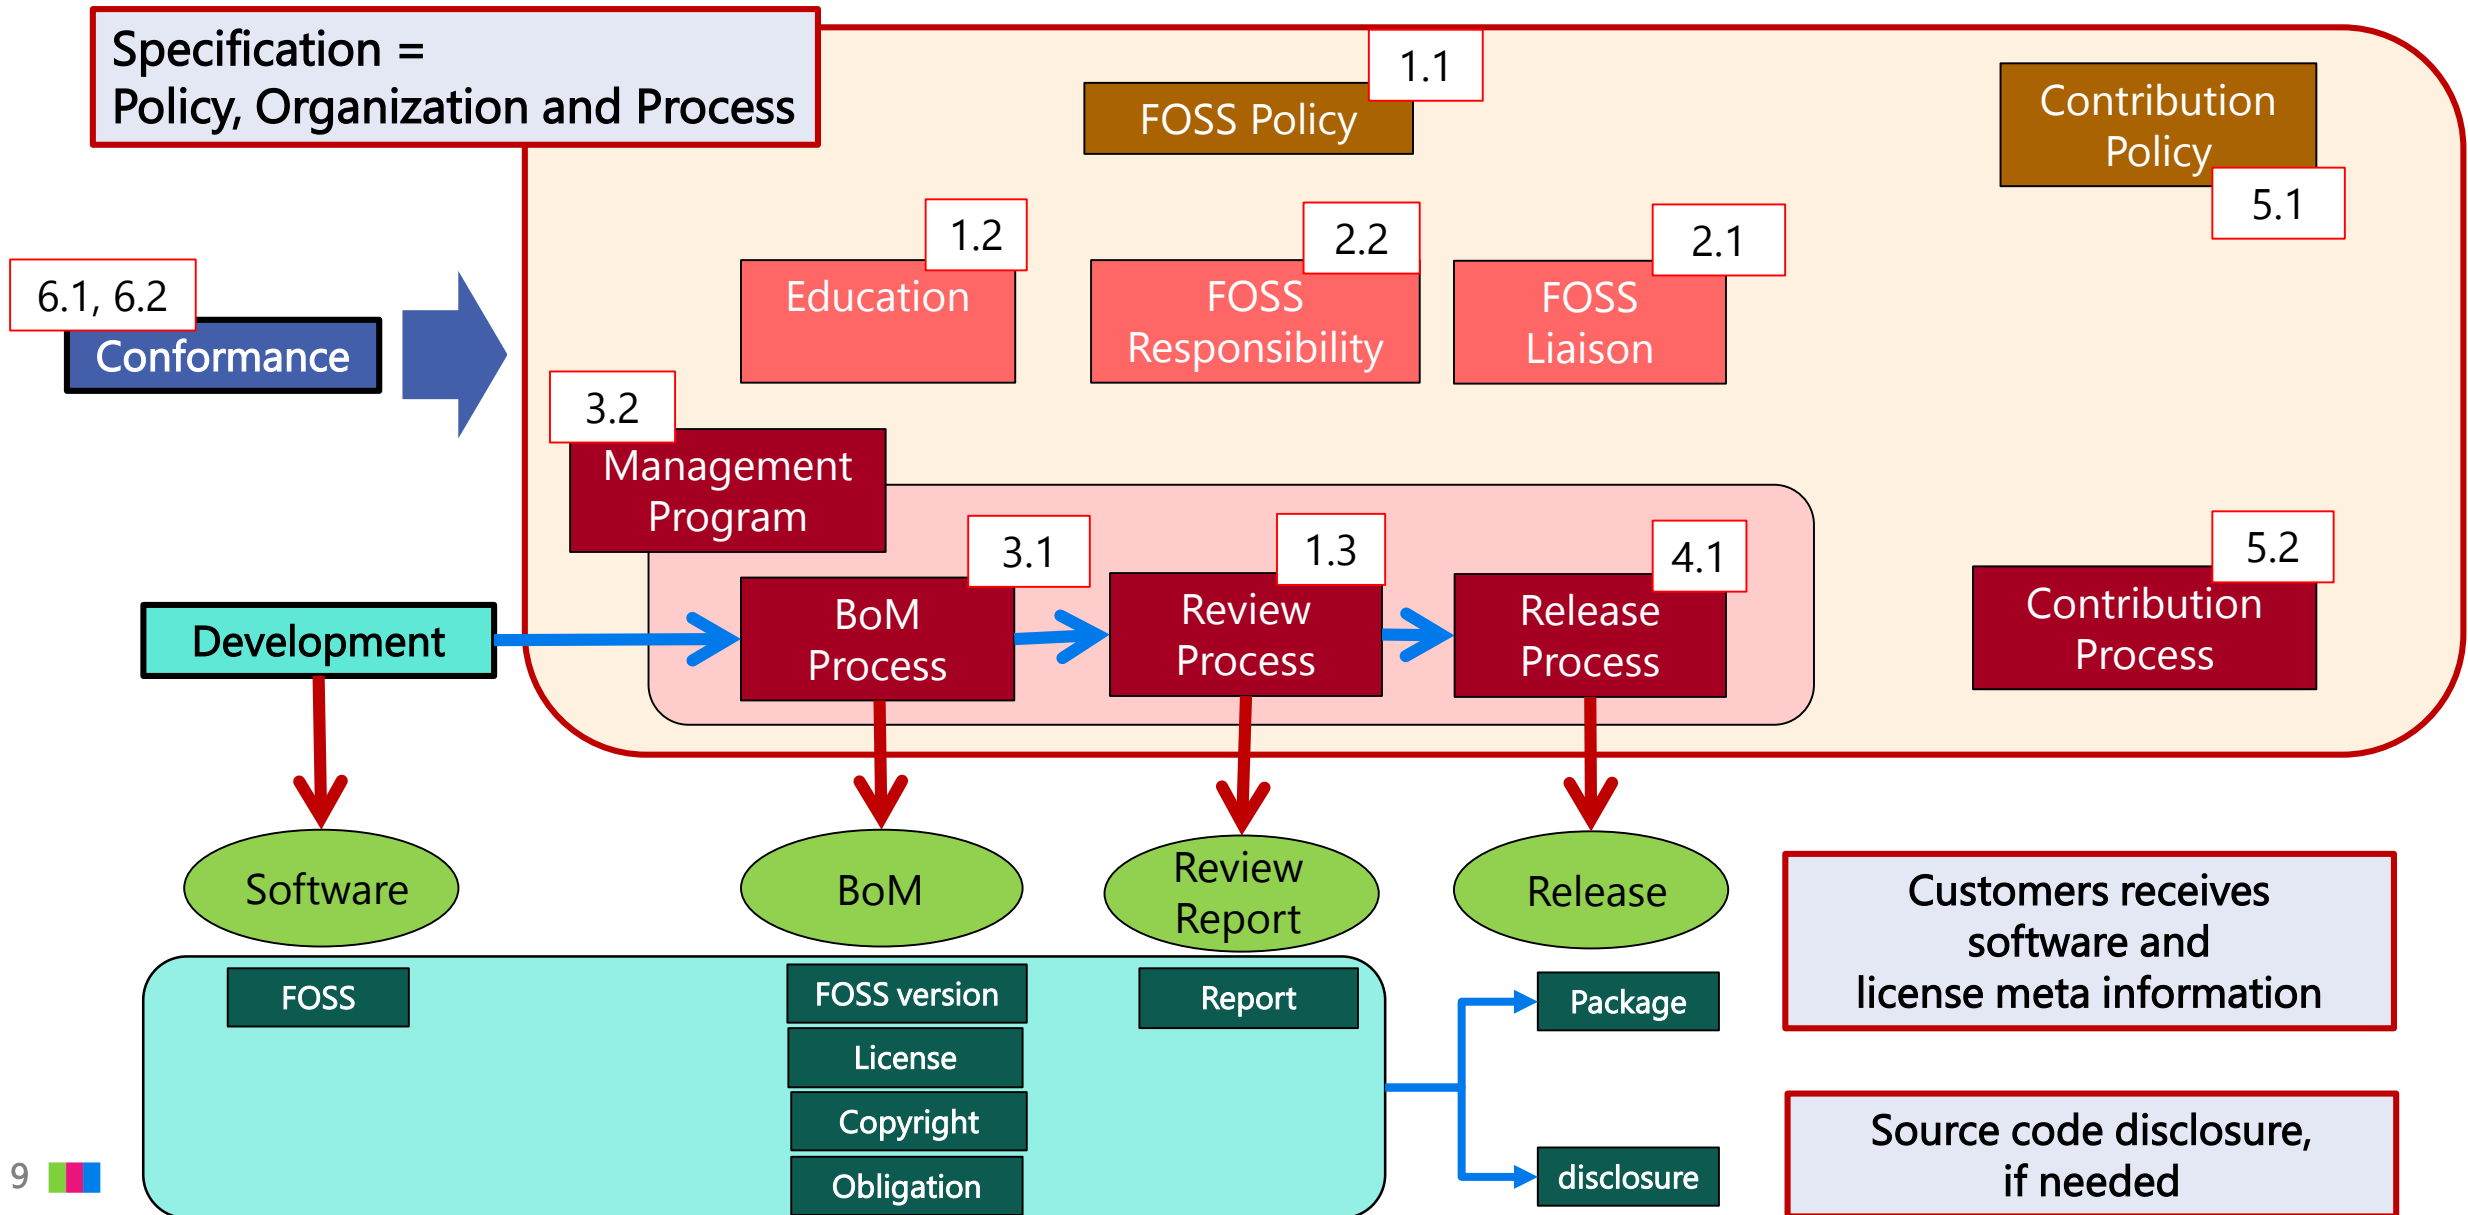 Specification =
Policy, Organization and Process
1.1
FOSS Policy
Contribution
Policy
5.1
1.2
Education
2.2
FOSS
Responsibility
2.1
FOSS
Liaison
6.1, 6.2
Conformance
3.2
Management
Program
3.1
BoM
Process
1.3
Review
Process
4.1
Release
Process
5.2
Contribution
Process
Development
Software
BoM
Review
Report
Release
Customers receives
software and
license meta information
FOSS
FOSS version
License
Copyright
Obligation
Report
Package
disclosure
Source code disclosure,
if needed
9